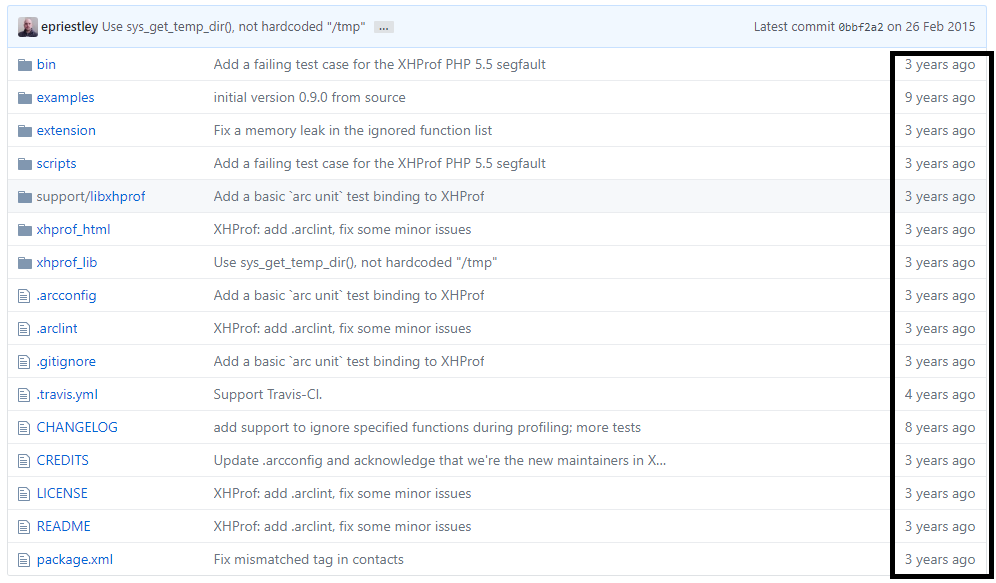 epriestley Use sys_get_temp_dir(), not hardcoded "/tmp" ... Latest commit 0bbf2a2 on 26 Feb 2015
bin Add a failing test case for the XHProf PHP 5.5 segfault 3 years ago
examples initial version 0.9.0 from source 9 years ago
extension Fix a memory leak in the ignored function list 3 years ago
scripts Add a failing test case for the XHProf PHP 5.5 segfault 3 years ago
support/libxhprof Add a basic `arc unit` test binding to XHProf 3 years ago
xhprof_html XHProf: add .arclint, fix some minor issues 3 years ago
xhprof_lib Use sys_get_temp_dir(), not hardcoded "/tmp" 3 years ago
.arcconfig Add a basic `arc unit` test binding to XHProf 3 years ago
.arclint XHProf: add .arclint, fix some minor issues 3 years ago
.gitignore Add a basic `arc unit` test binding to XHProf 3 years ago
.travis.yml Support Travis-CI. 4 years ago
CHANGELOG add support to ignore specified functions during profiling; more tests 8 years ago
CREDITS Update .arcconfig and acknowledge that we're the new maintainers in X... 3 years ago
LICENSE XHProf: add .arclint, fix some minor issues 3 years ago
README XHProf: add .arclint, fix some minor issues 3 years ago
package.xml Fix mismatched tag in contacts 3 years ago